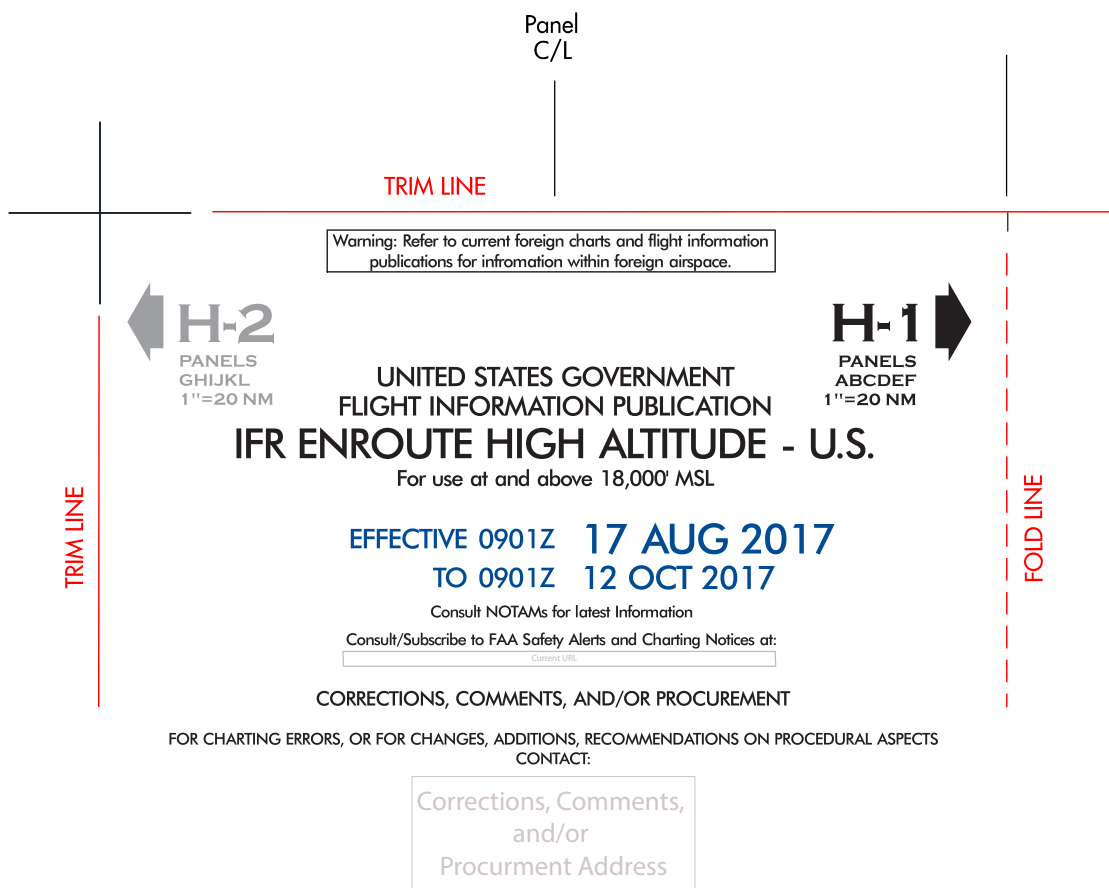 Panel
C/L
TRIM LINE
Warning: Refer to current foreign charts and flight information
publications for infromation within foreign airspace.
H-2
PANELS
GHIJKL
1"=20 NM
H-1
PANELS
ABCDEF
1"=20 NM
UNITED STATES GOVERNMENT
FLIGHT INFORMATION PUBLICATION
IFR ENROUTE HIGH ALTITUDE - U.S.
For use at and above 18,000' MSL
TRIM LINE
FOLD LINE
EFFECTIVE 0901Z 17 AUG 2017
TO 0901Z 12 OCT 2017
Consult NOTAMs for latest Information
Consult/Subscribe to FAA Safety Alerts and Charting Notices at:
Current URL
CORRECTIONS, COMMENTS, AND/OR PROCUREMENT
FOR CHARTING ERRORS, OR FOR CHANGES, ADDITIONS, RECOMMENDATIONS ON PROCEDURAL ASPECTS
CONTACT:
Corrections, Comments,
and/or
Procurment Address